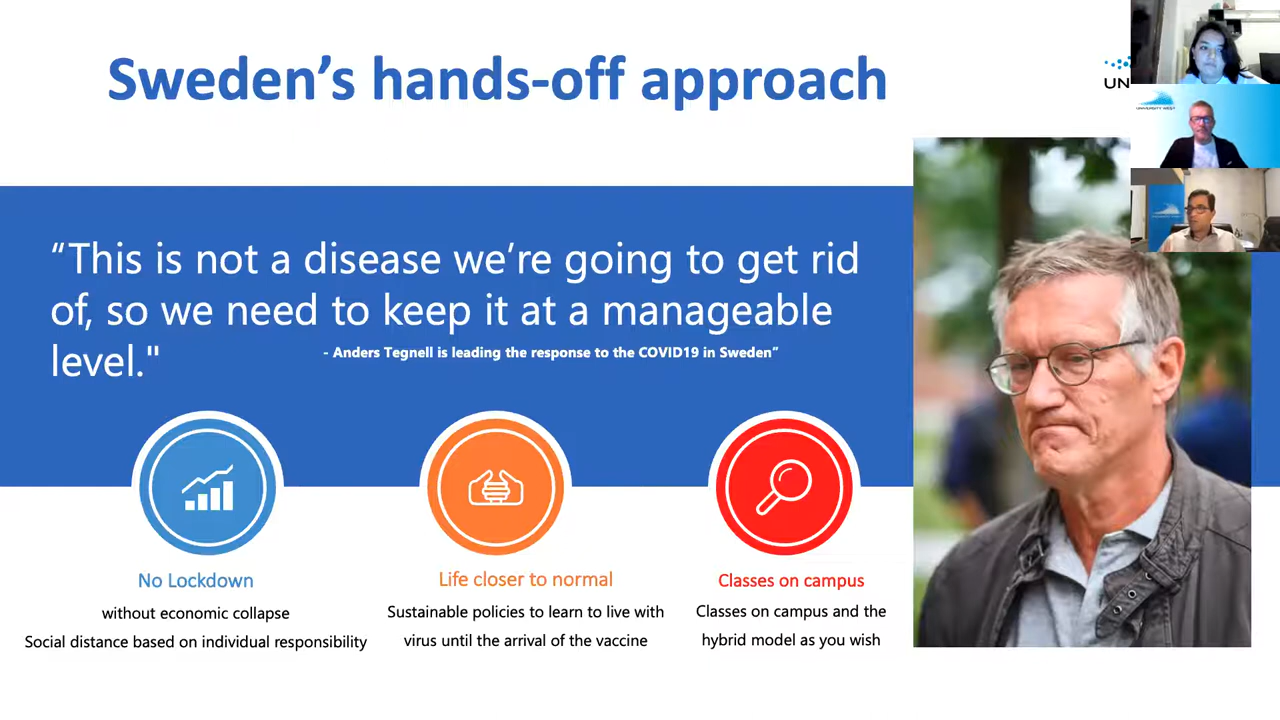 Sweden’s hands-off approach
UN
UNIVERSITY WEST
“This is not a disease we’re going to get rid
of, so we need to keep it at a manageable
level."
- Anders Tegnell is leading the response to the COVID19 in Sweden”
No Lockdown
without economic collapse
Social distance based on individual responsibility
Life closer to normal
Sustainable policies to learn to live with
virus until the arrival of the vaccine
Classes on campus
Classes on campus and the
hybrid model as you wish